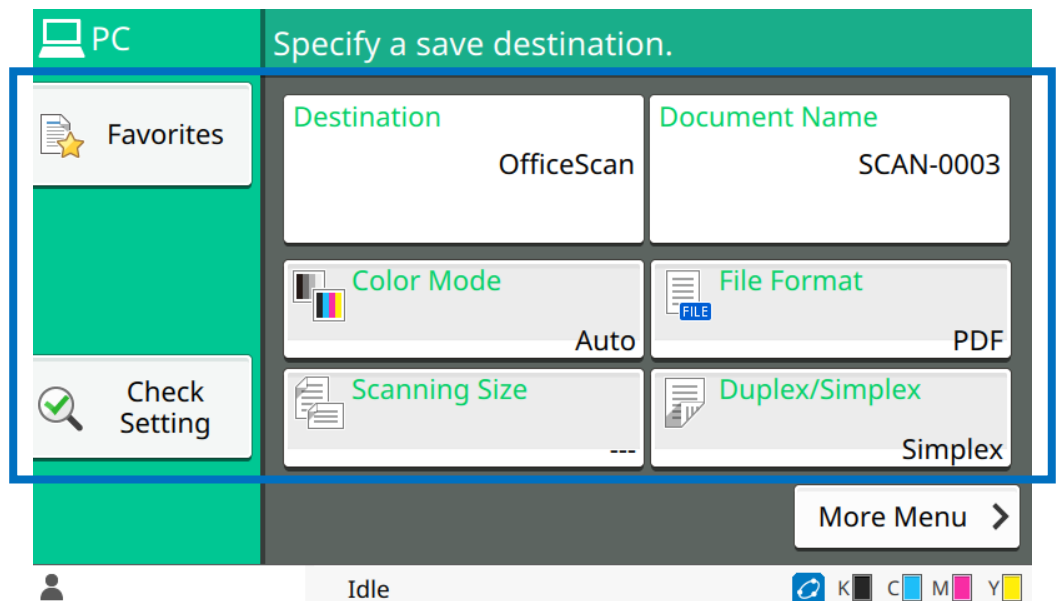 PC
Specify a save destination.
Favorites
Destination
OfficeScan
Document Name
SCAN-0003
Color Mode
Auto
FILE
File Format
PDF
Check
Setting
Scanning Size
---
Duplex/Simplex
Simplex
More Menu
Idle
K C M Y